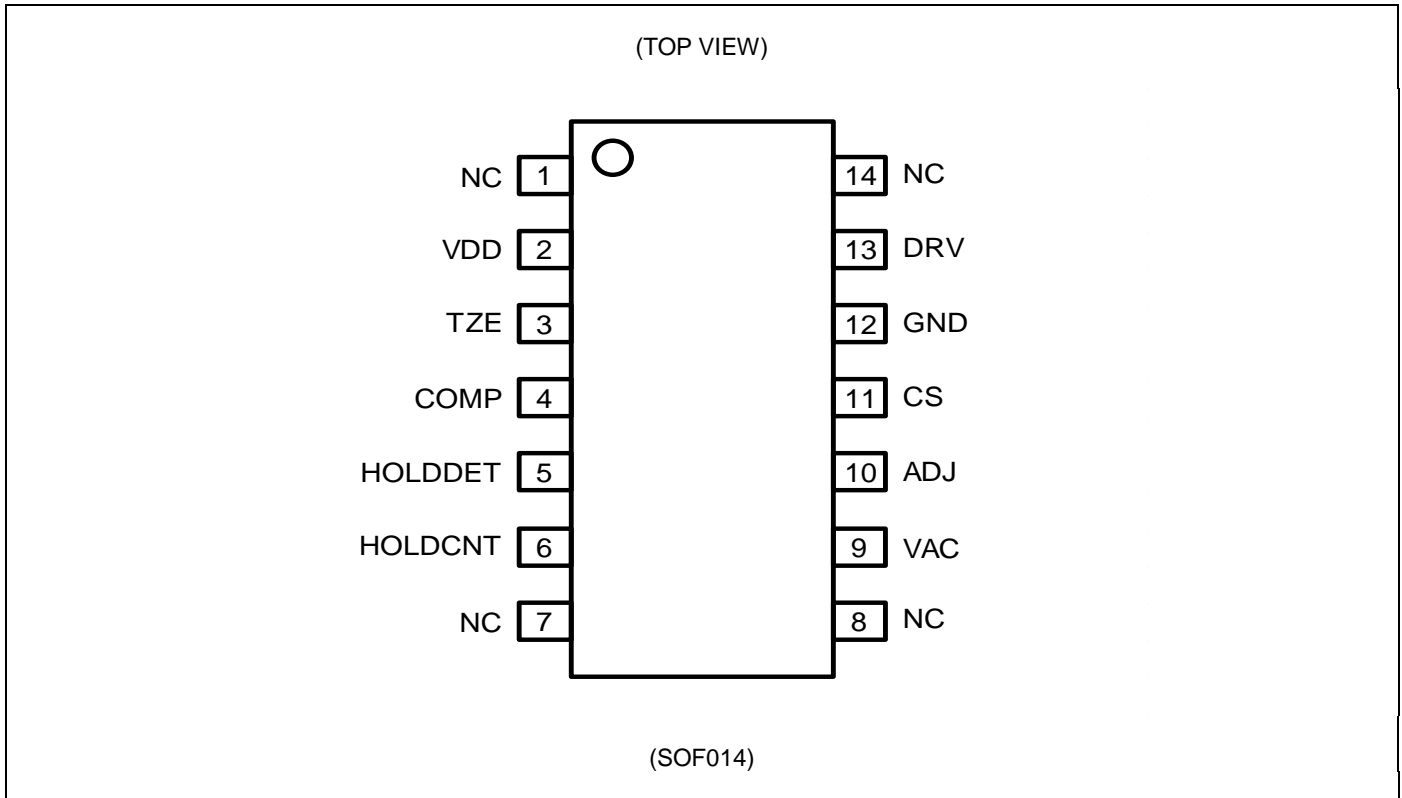 (TOP VIEW)
NC 1 14 NC
VDD 2 13 DRV
TZE 3 12 GND
COMP 4 11 CS
HOLDDET 5 10 ADJ
HOLDCNT 6 9 VAC
NC 7 8 NC
(SOF014)